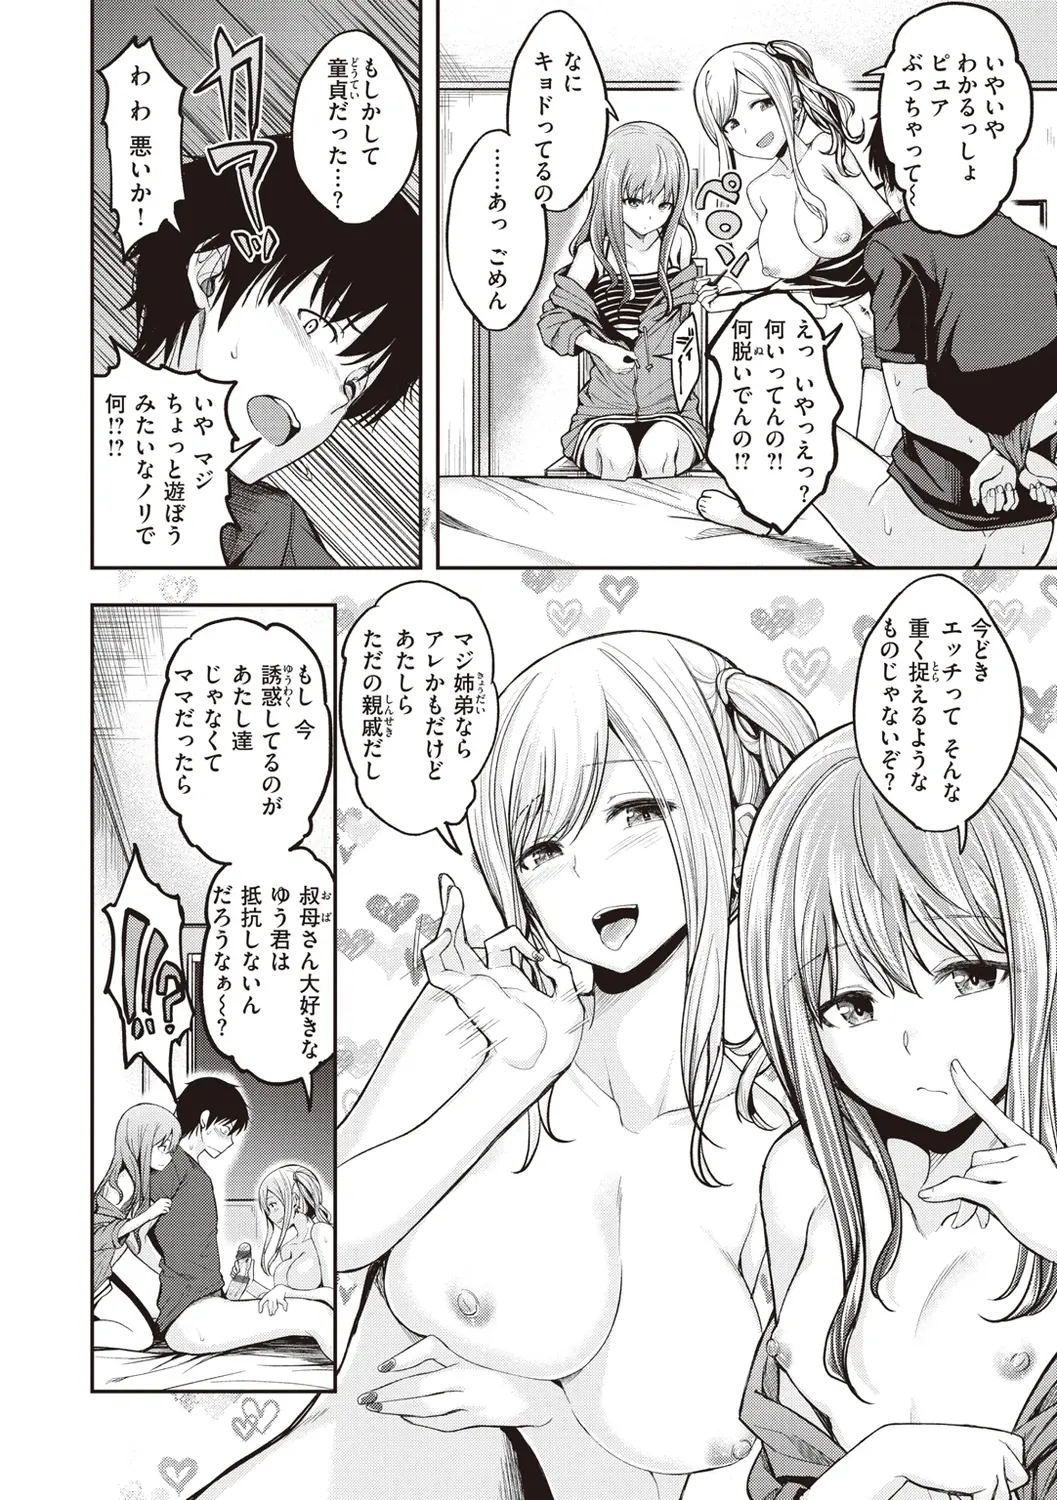 いやいや
わかるっしょ
ピュア
ぶっちゃって～
ペロン
えっ いやっえっ？
何いってんの?!
何脱いでんの!?
なに
キョドってるの
……あっ ごめん
もしかして
童貞だった…？
わわ 悪いか！
いや マジ
ちょっと遊ぼう
みたいなノリで
何!?!?
今どき
エッチって そんな
重く捉えるような
ものじゃないぞ？
マジ姉弟なら
アレかもだけど
あたしら
ただの親戚だし
もし 今
誘惑してるのが
あたし達
じゃなくて
ママだったら
叔母さん大好きな
ゆう君は
抵抗しないん
だろうなぁ～？
!!!?